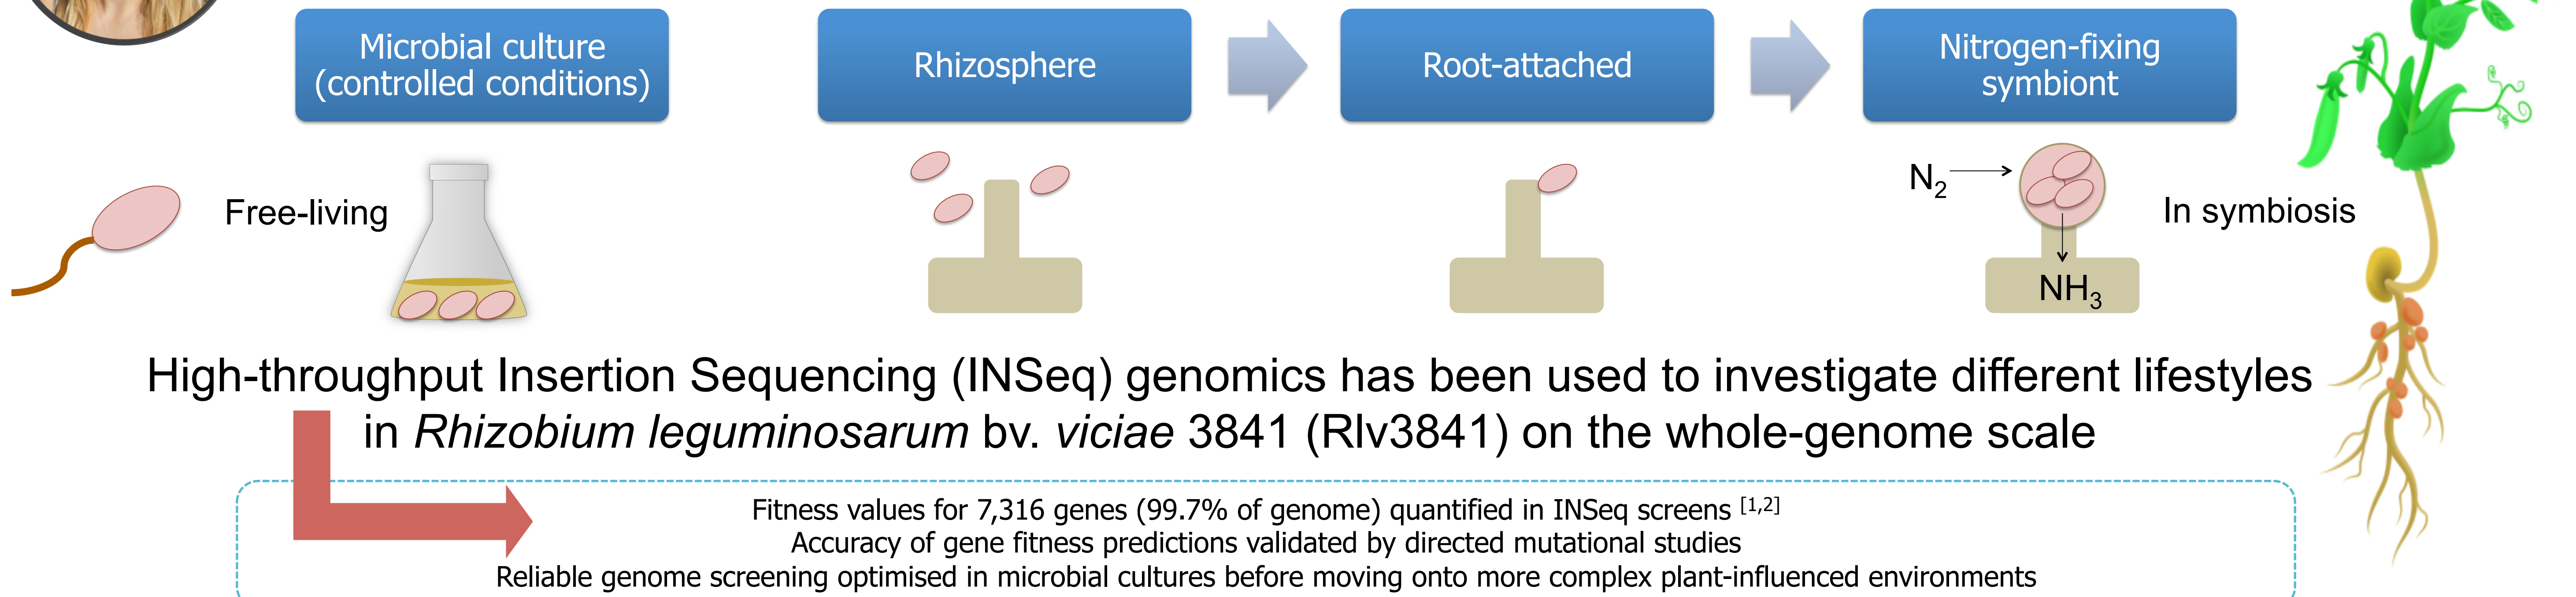 Microbial culture
(controlled conditions)
Rhizosphere
Root-attached
Nitrogen-fixing
symbiont
Free-living
N2
NH3
In symbiosis
High-throughput Insertion Sequencing (INSeq) genomics has been used to investigate different lifestyles
in Rhizobium leguminosarum bv. viciae 3841 (Rlv3841) on the whole-genome scale
Fitness values for 7,316 genes (99.7% of genome) quantified in INSeq screens [1,2]
Accuracy of gene fitness predictions validated by directed mutational studies
Reliable genome screening optimised in microbial cultures before moving onto more complex plant-influenced environments